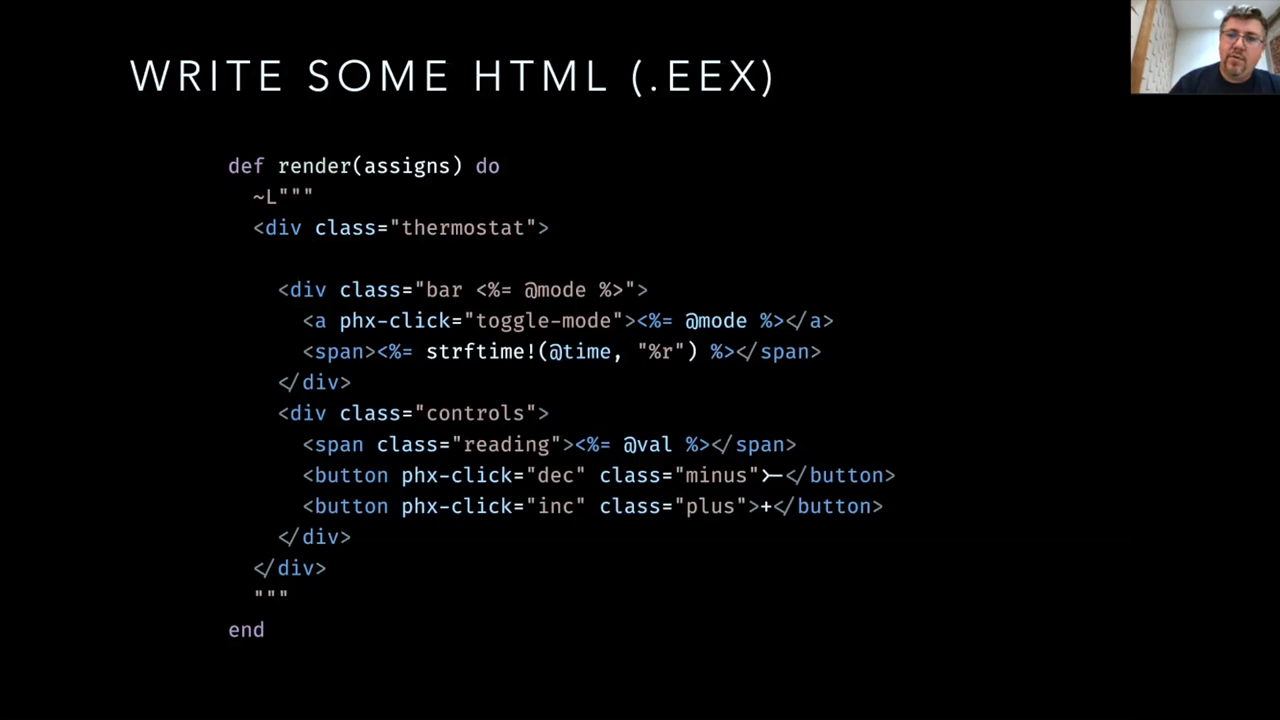 WRITE SOME HTML (.EEX)
def render(assigns) do
~L"""
<div class="thermostat">
<div class="bar <%= @mode %>">
<a phx-click="toggle-mode"><%= @mode %></a>
<span><%= strftime!(@time, "%r") %></span>
</div>
<div class="controls">
<span class="reading"><%= @val %></span>
<button phx-click="dec" class="minus">-</button>
<button phx-click="inc" class="plus">+</button>
</div>
</div>
"""
end